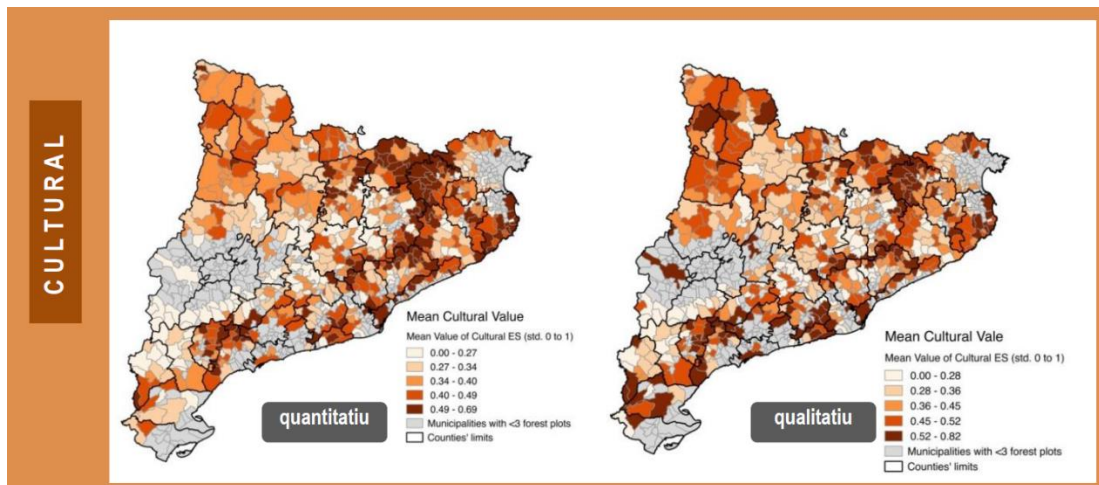 CULTURAL
Mean Cultural Value
Mean Value of Cultural ES (std. 0 to 1)
0.00 - 0.27
0.27 - 0.34
0.34 - 0.40
0.40 - 0.49
0.49 - 0.69
Municipalities with <3 forest plots
Counties' limits
quantitatiu
Mean Cultural Vale
Mean Value of Cultural ES (std. 0 to 1)
0.00 - 0.28
0.28 - 0.36
0.36 - 0.45
0.45 - 0.52
0.52 - 0.82
Municipalities with <3 forest plots
Counties' limits
qualitatiu